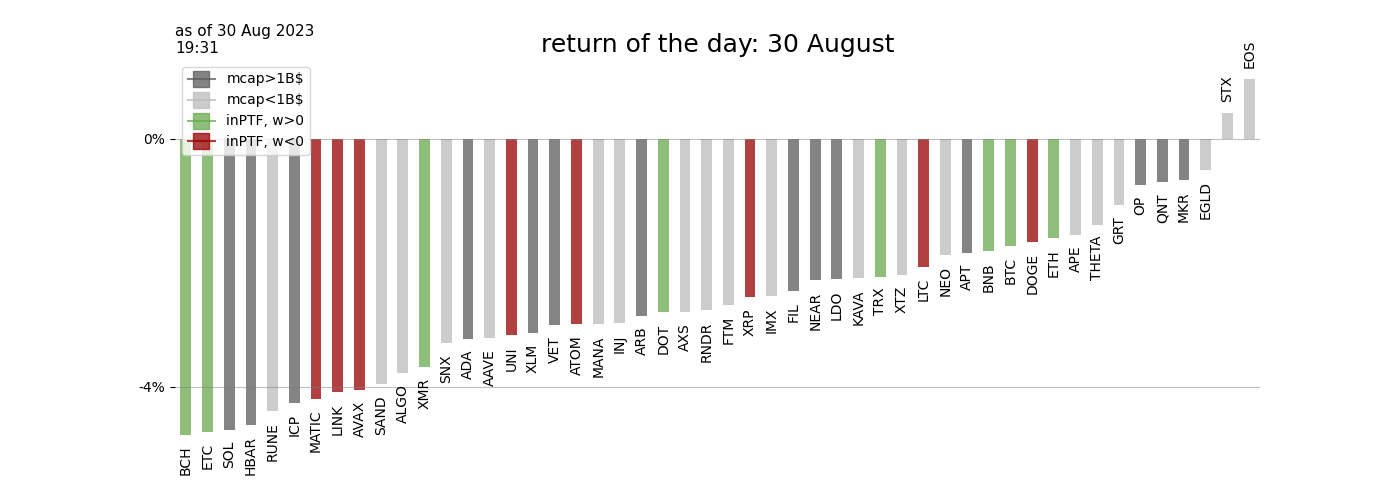 as of 30 Aug 2023
19:31
return of the day: 30 August
mcap>1B$
mcap<1B$
inPTF, w>0
inPTF, w<0
0%
-4%
BCH
ETC
SOL
HBAR
RUNE
ICP
MATIC
LINK
AVAX
SAND
ALGO
XMR
SNX
ADA
AAVE
UNI
XLM
VET
ATOM
MANA
INJ
ARB
DOT
AXS
RNDR
FTM
XRP
IMX
FIL
NEAR
LDO
KAVA
TRX
XTZ
LTC
NEO
APT
BNB
BTC
DOGE
ETH
APE
THETA
GRT
OP
QNT
MKR
EGLD
STX
EOS